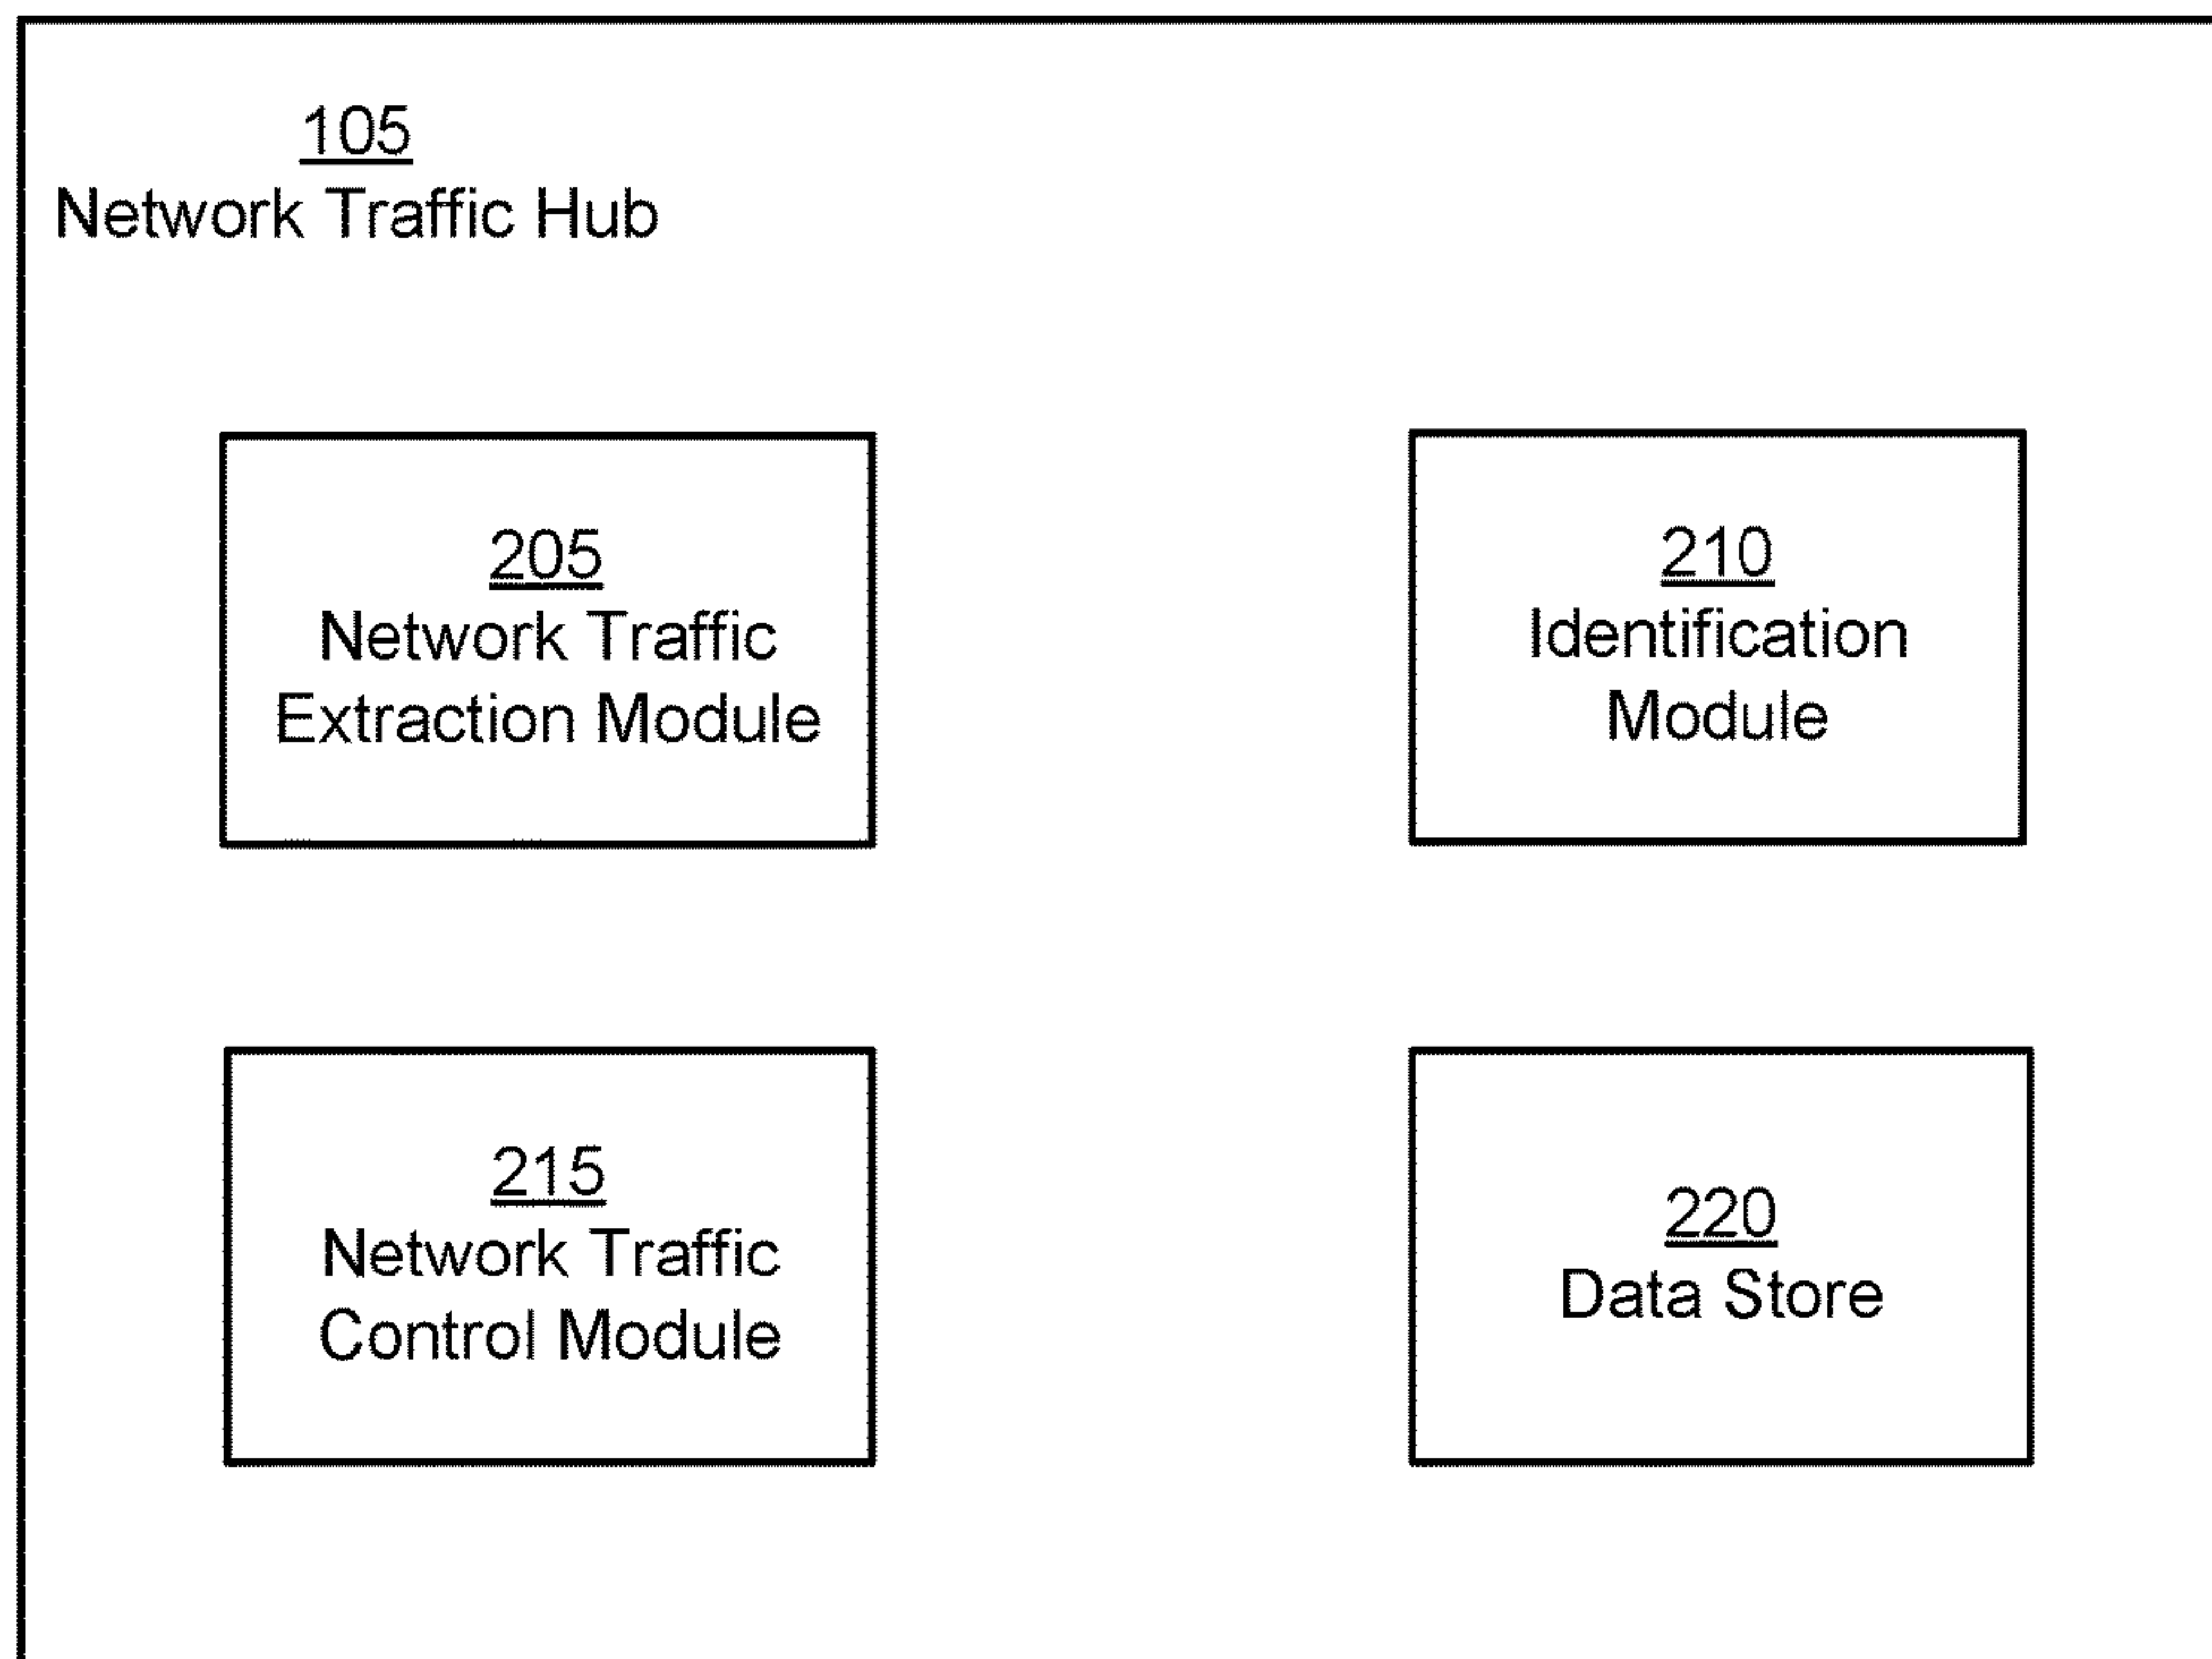 105
Network Traffic Hub
205
Network Traffic
Extraction Module
210
Identification
Module
215
Network Traffic
Control Module
220
Data Store